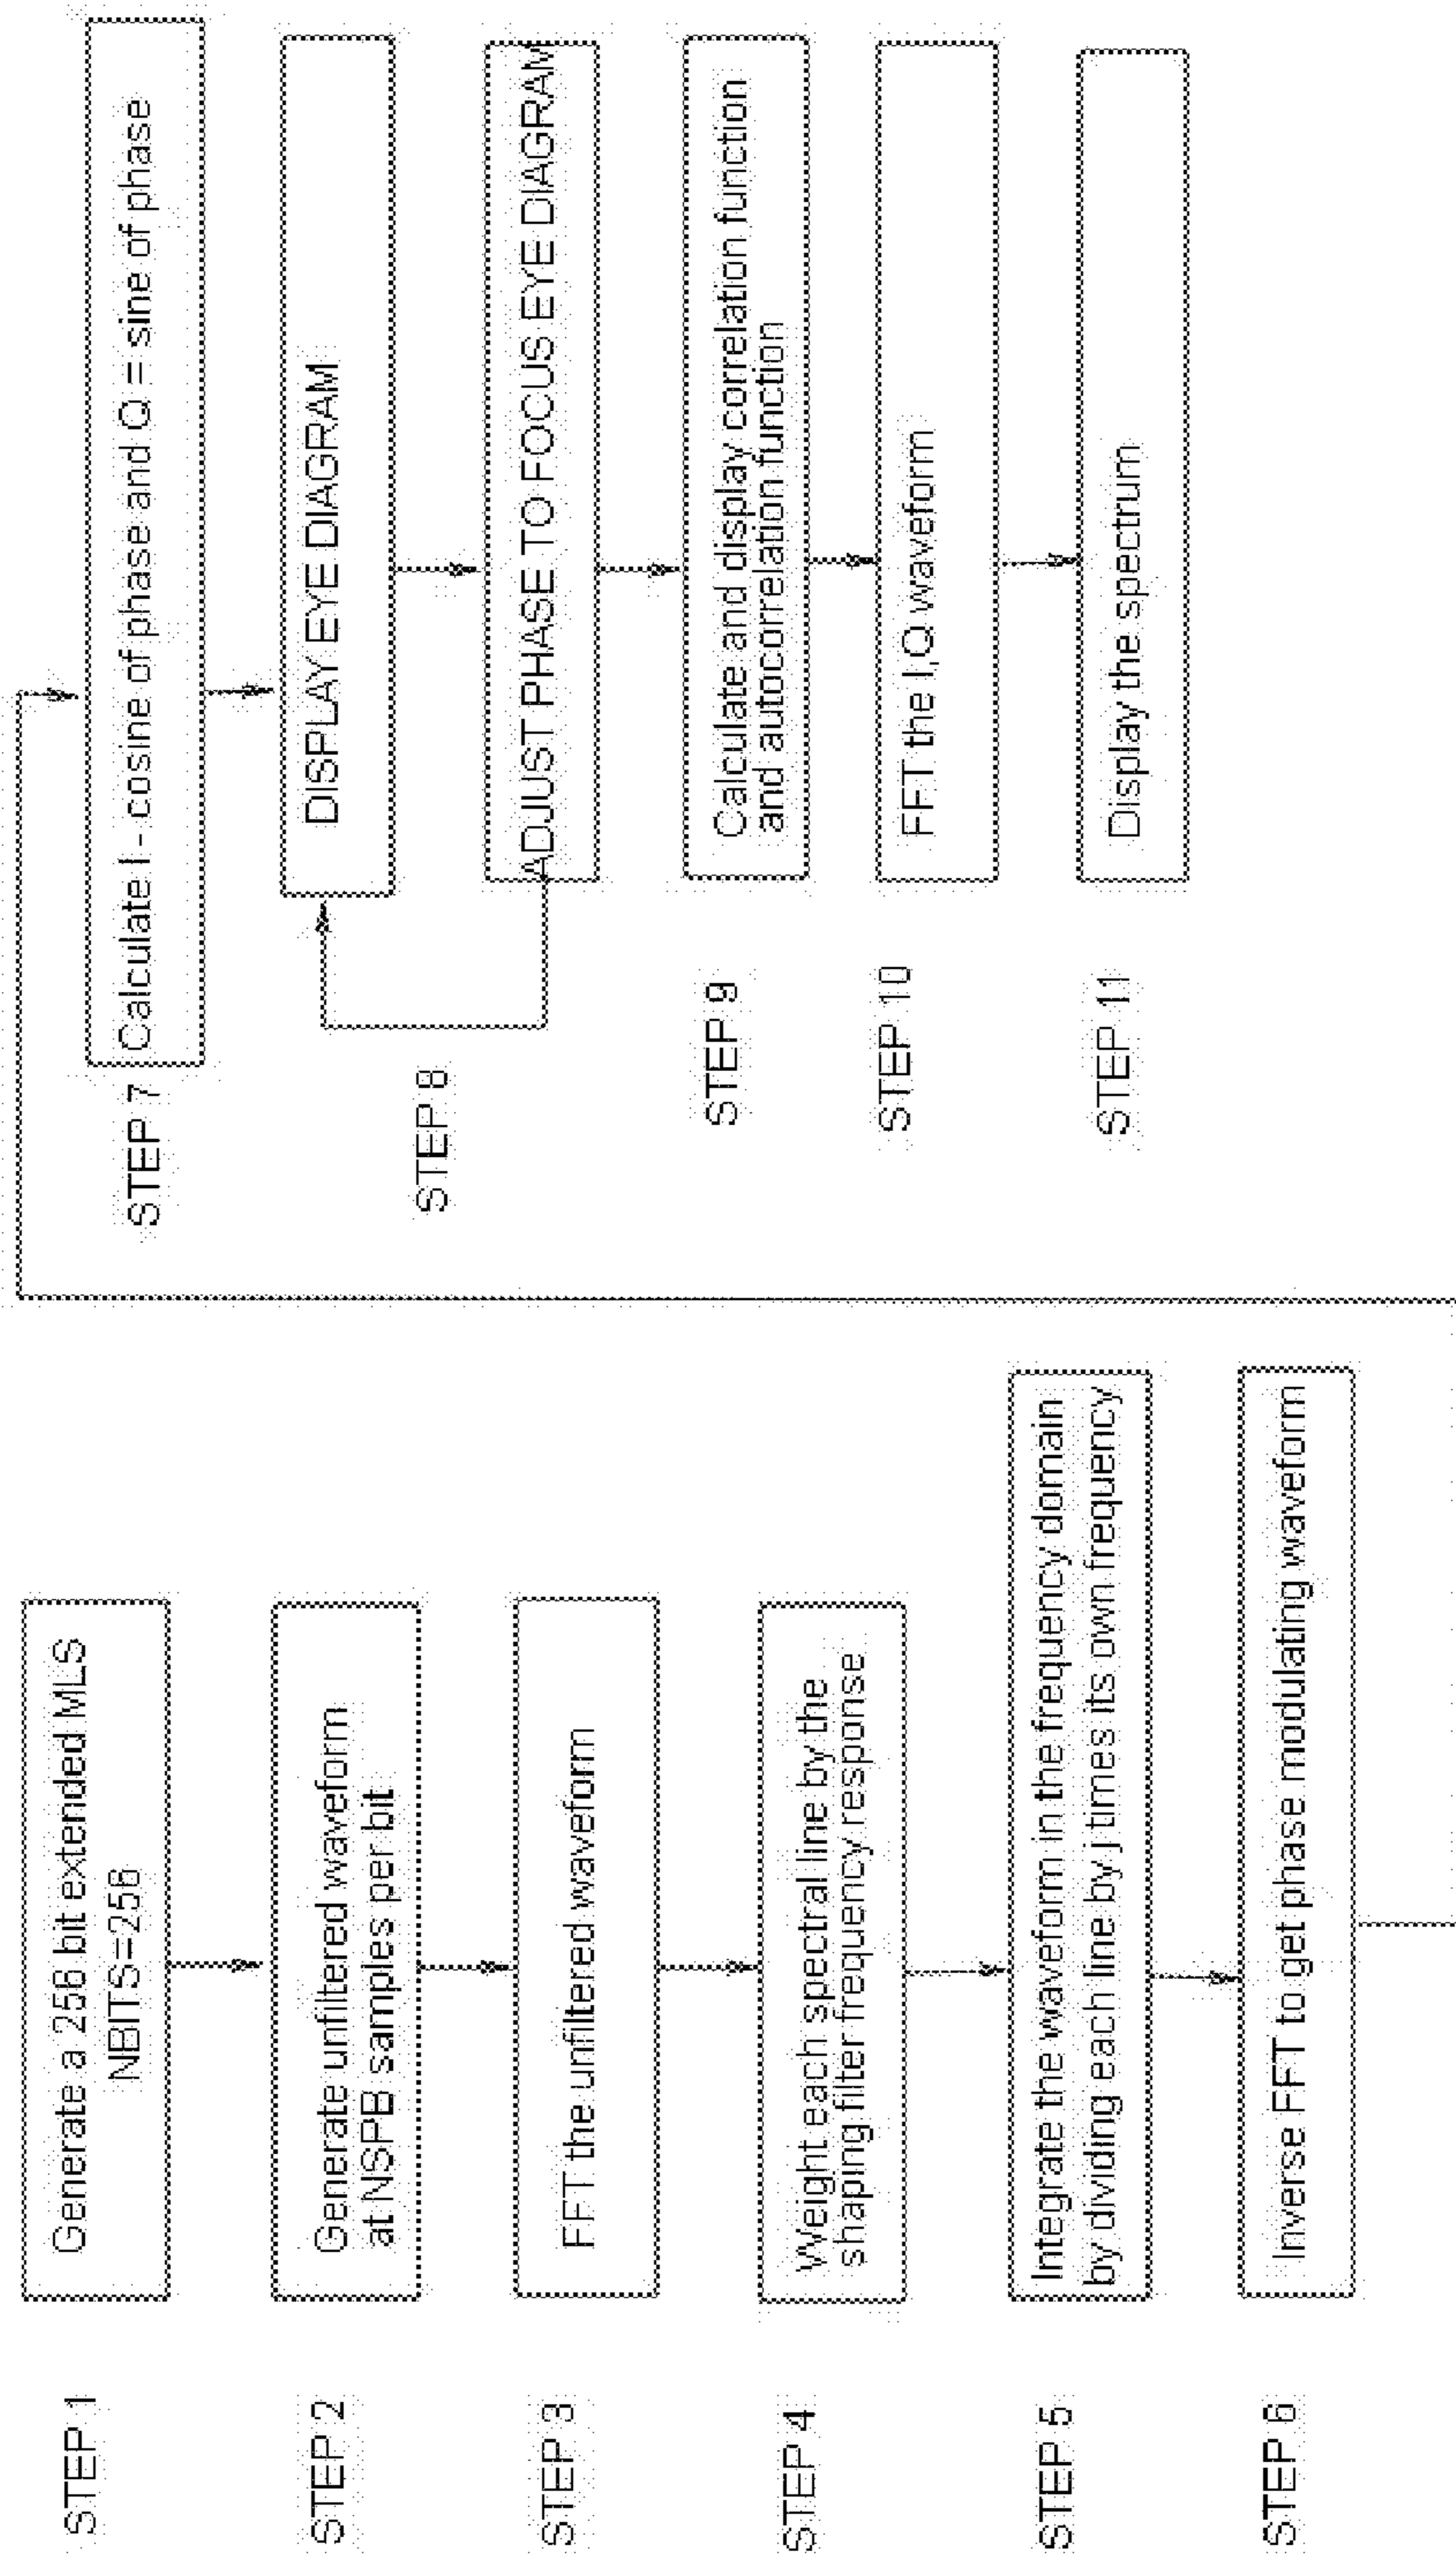 STEP 1
Generate a 256 bit extended MLS
NBITS=256
STEP 2
Generate unfiltered waveform
at NSPB samples per bit
STEP 3
FFT the unfiltered waveform
STEP 4
Weight each spectral line by the
shaping filter frequency response
STEP 5
Integrate the waveform in the frequency domain
by dividing each line by j times its own frequency
STEP 6
Inverse FFT to get phase modulating waveform
STEP 7
Calculate I - cosine of phase and Q = sine of phase
STEP 8
DISPLAY EYE DIAGRAM
ADJUST PHASE TO FOCUS EYE DIAGRAM
STEP 9
Calculate and display correlation function
and autocorrelation function
STEP 10
FFT the I,Q waveform
STEP 11
Display the spectrum